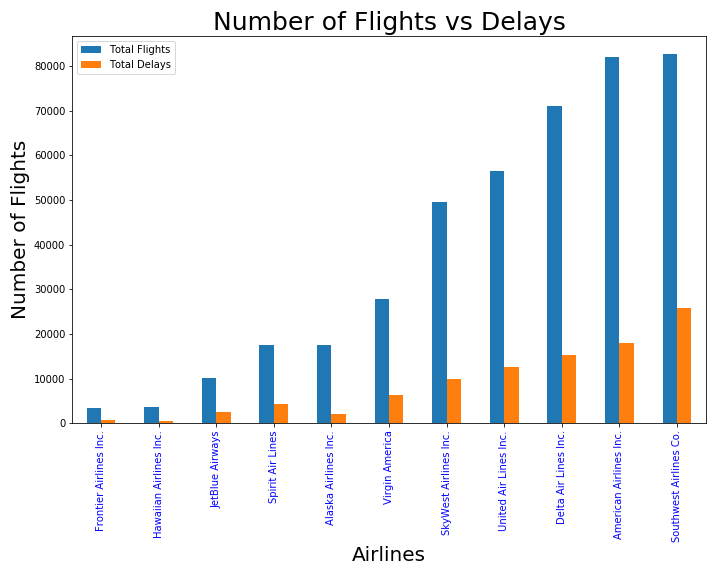 Number of Flights vs Delays
Total Flights
Total Delays
Number of Flights
80000
70000
60000
50000
40000
30000
20000
10000
0
Frontier Airlines Inc.
Hawaiian Airlines Inc.
JetBlue Airways
Spirit Air Lines
Alaska Airlines Inc.
Virgin America
SkyWest Airlines Inc.
United Air Lines Inc.
Delta Air Lines Inc.
American Airlines Inc.
Southwest Airlines Co.
Airlines